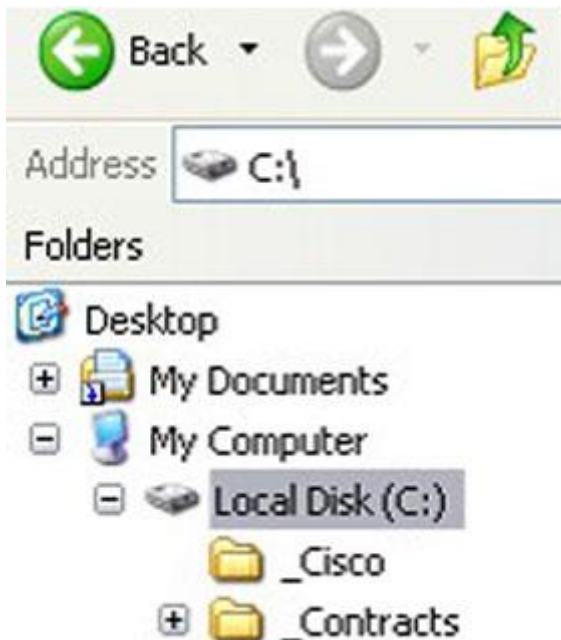 Back
Address C:\
Folders
Desktop
My Documents
My Computer
Local Disk (C:)
_Cisco
_Contracts